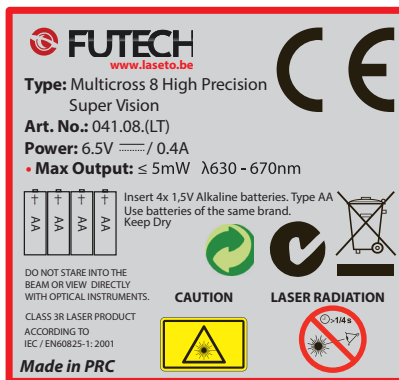 FUTECH
www.laseto.be
Type: Multicross 8 High Precision
Super Vision
Art. No.: 041.08.(LT)
Power: 6.5V ⎓ / 0.4A
• Max Output: ≤ 5mW λ630 - 670nm
CE
AA AA AA AA
Insert 4x 1,5V Alkaline batteries. Type AA
Use batteries of the same brand.
Keep Dry
DO NOT STARE INTO THE
BEAM OR VIEW DIRECTLY
WITH OPTICAL INSTRUMENTS.
CLASS 3R LASER PRODUCT
ACCORDING TO
IEC / EN60825-1: 2001
Made in PRC
CAUTION
LASER RADIATION
>1/4 s